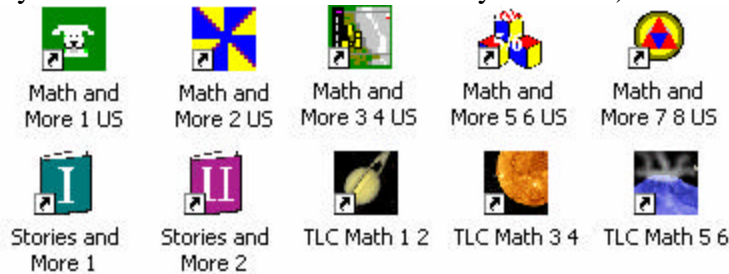 Math and Math and Math and Math and Math and
More 1 US More 2 US More 3 4 US More 5 6 US More 7 8 US
I II
Stories and Stories and TLC Math 1 2 TLC Math 3 4 TLC Math 5 6
More 1 More 2